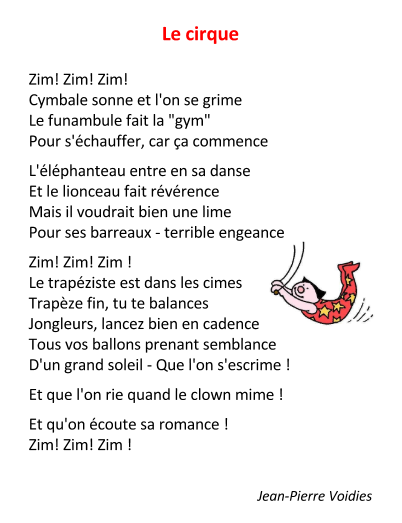 Le cirque
Zim! Zim! Zim!
Cymbale sonne et l'on se grime
Le funambule fait la "gym"
Pour s'échauffer, car ça commence
L'éléphanteau entre en sa danse
Et le lionceau fait révérence
Mais il voudrait bien une lime
Pour ses barreaux - terrible engeance
Zim! Zim! Zim !
Le trapéziste est dans les cimes
Trapèze fin, tu te balances
Jongleurs, lancez bien en cadence
Tous vos ballons prenant semblance
D'un grand soleil - Que l'on s'escrime !
Et que l'on rie quand le clown mime !
Et qu'on écoute sa romance !
Zim! Zim! Zim !
Jean-Pierre Voidies